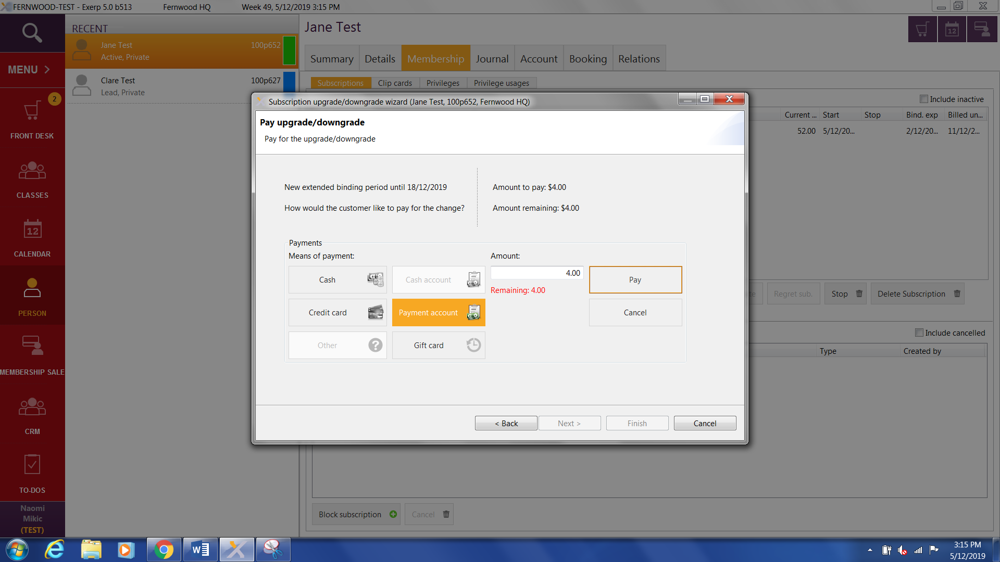 FERNWOOD-TEST - Exerp 5.0 b513
Fernwood HQ
Week 49, 5/12/2019 3:15 PM
MENU
2
FRONT DESK
CLASSES
12
CALENDAR
PERSON
MEMBERSHIP SALE
CRM
TO-DOS
Naomi
Mikic
(TEST)
RECENT
Jane Test
100p652
Active, Private
Clare Test
100p627
Lead, Private
Jane Test
12
Summary
Details
Membership
Journal
Account
Booking
Relations
Subscriptions
Clip cards
Privileges
Privilege usages
Include inactive
Current ...
Start
Stop
Bind. exp
Billed un...
52.00
5/12/20...
2/12/20...
11/12/2...
Regret sub.
Stop
Delete Subscription
Include cancelled
Type
Created by
Block subscription
Cancel
Subscription upgrade/downgrade wizard (Jane Test, 100p652, Fernwood HQ)
Pay upgrade/downgrade
Pay for the upgrade/downgrade
New extended binding period until 18/12/2019
Amount to pay: $4.00
How would the customer like to pay for the change?
Amount remaining: $4.00
Payments
Means of payment:
Amount:
Cash
Cash account
4.00
Pay
Remaining: 4.00
Credit card
Payment account
Cancel
Other
?
Gift card
< Back
Next >
Finish
Cancel
3:15 PM
5/12/2019